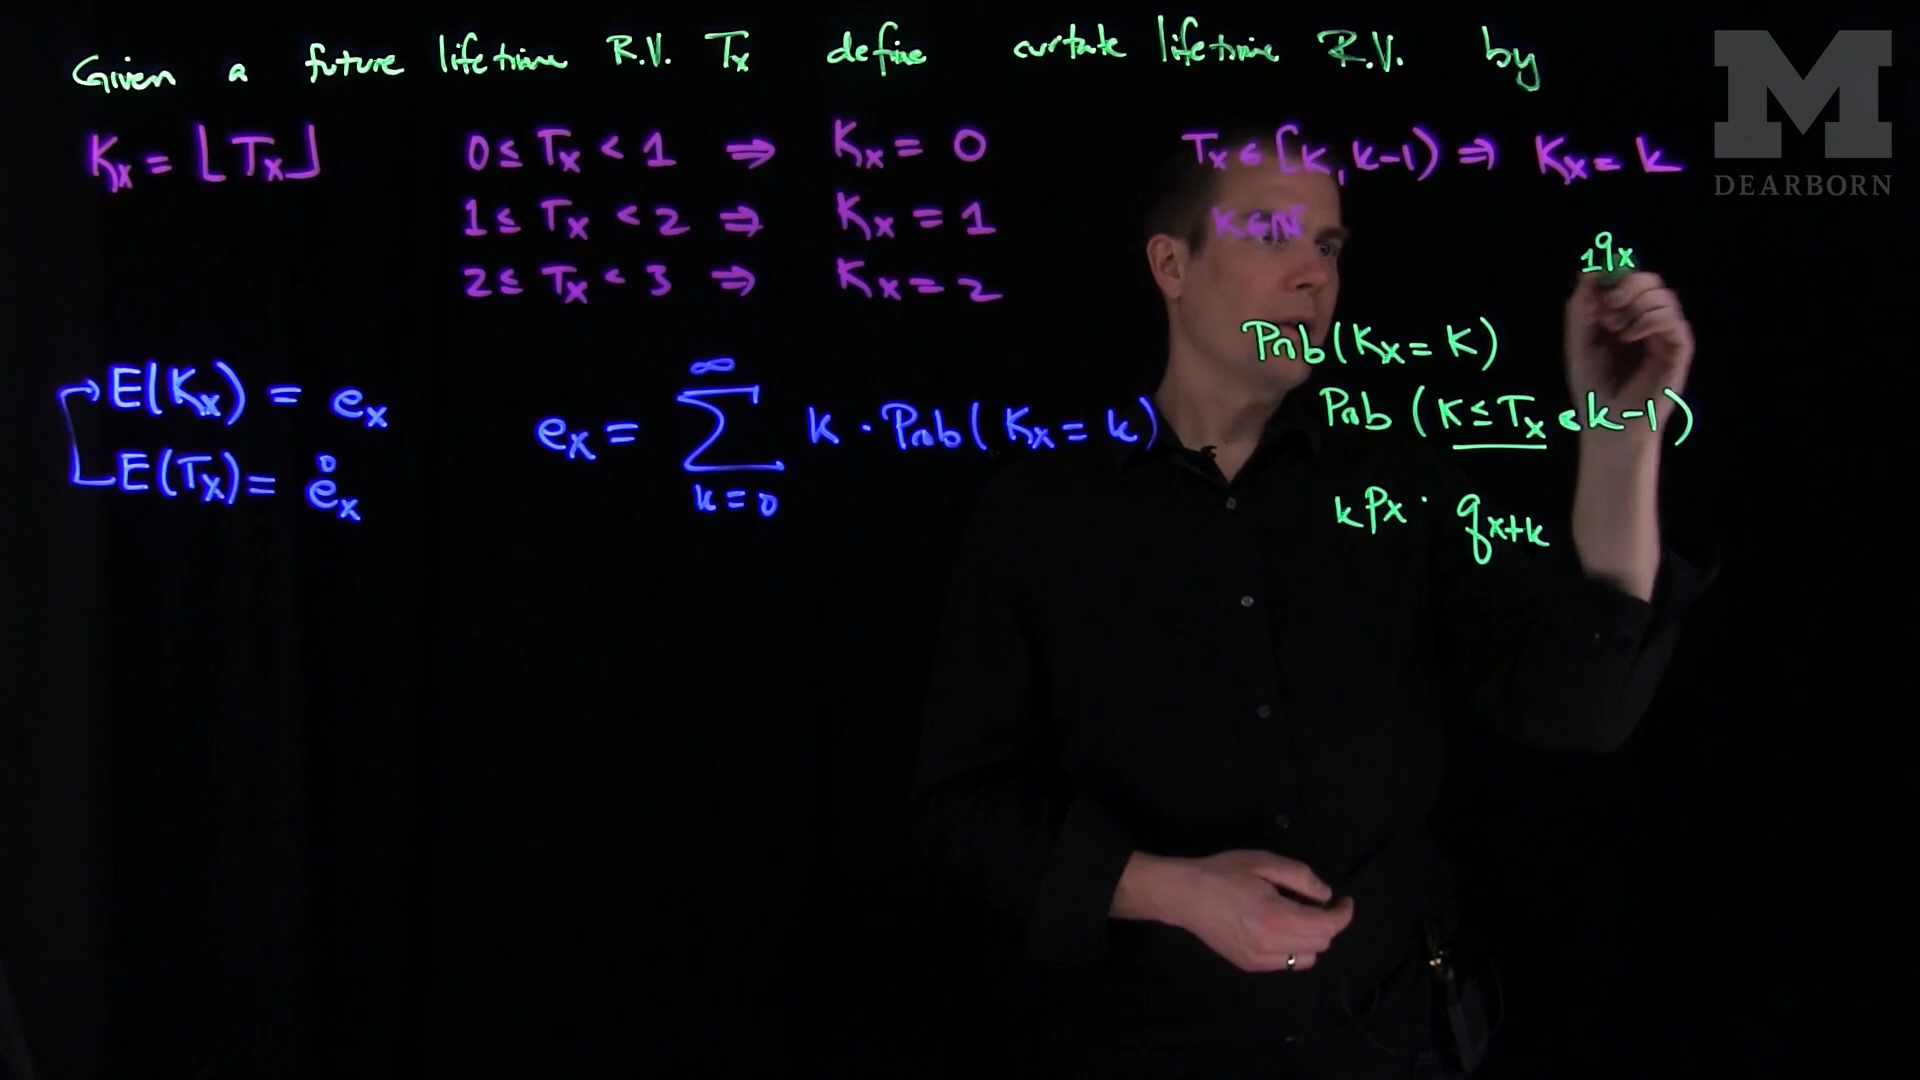 Given a future lifetime R.V. Tx define curtate lifetime R.V. by
Kx = ⌊Tx⌋
0 ≤ Tx < 1 ⇒ Kx = 0
1 ≤ Tx < 2 ⇒ Kx = 1
2 ≤ Tx < 3 ⇒ Kx = 2
Tx ∈ [k, k-1) ⇒ Kx = k
k ∈ ℕ
1qx
E(Kx) = ex
E(Tx) = e̊x
ex = ∞∑k=0 k · Prob(Kx = k)
Prob(Kx = k)
Prob(k ≤ Tx < k-1)
kPx · qx+k
M
DEARBORN